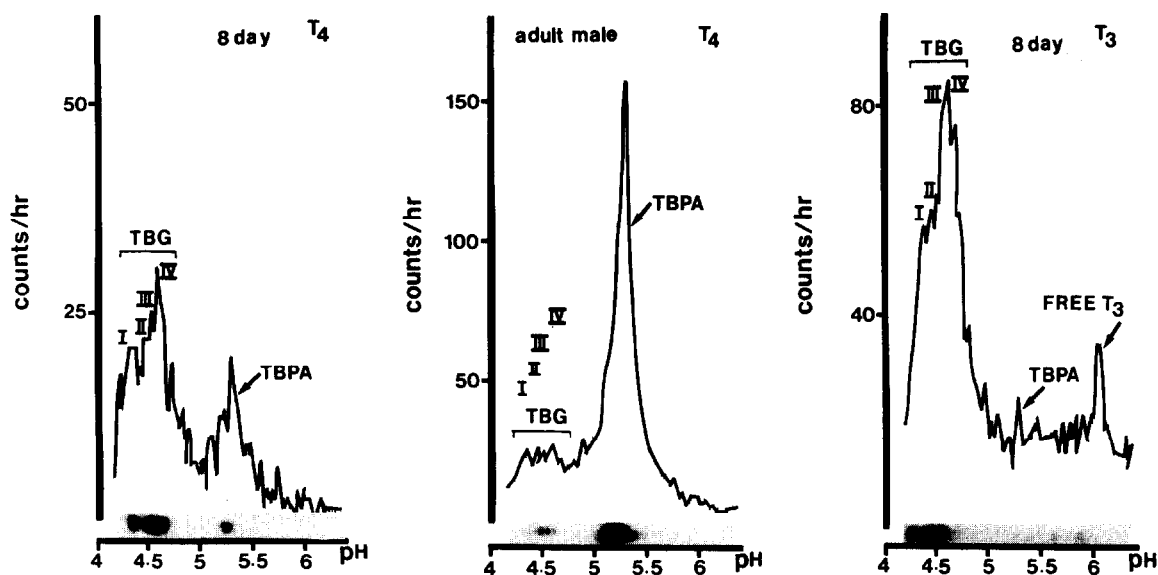 8 day T4
counts/hr
50
25
TBG
I
II
III
IV
TBPA
4 4.5 5 5.5 6 pH
adult male T4
counts/hr
150
100
50
TBPA
IV
III
II
I
TBG
4 4.5 5 5.5 6 pH
8 day T3
counts/hr
80
40
TBG
III IV
II
I
FREE T3
TBPA
4 4.5 5 5.5 6 pH